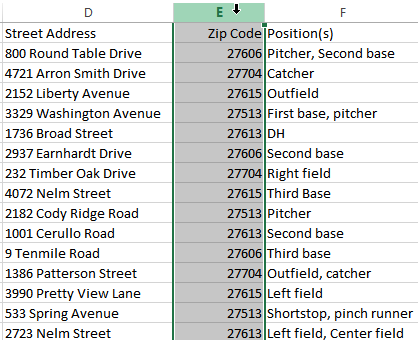 D E F
Street Address Zip Code Position(s)
800 Round Table Drive 27606 Pitcher, Second base
4721 Arron Smith Drive 27704 Catcher
2152 Liberty Avenue 27615 Outfield
3329 Washington Avenue 27513 First base, pitcher
1736 Broad Street 27613 DH
2937 Earnhardt Drive 27606 Second base
232 Timber Oak Drive 27704 Right field
4072 Nelm Street 27615 Third Base
2182 Cody Ridge Road 27513 Pitcher
1001 Cerullo Road 27613 Second base
9 Tenmile Road 27606 Third base
1386 Patterson Street 27704 Outfield, catcher
3990 Pretty View Lane 27615 Left field
533 Spring Avenue 27513 Shortstop, pinch runner
2723 Nelm Street 27613 Left field, Center field